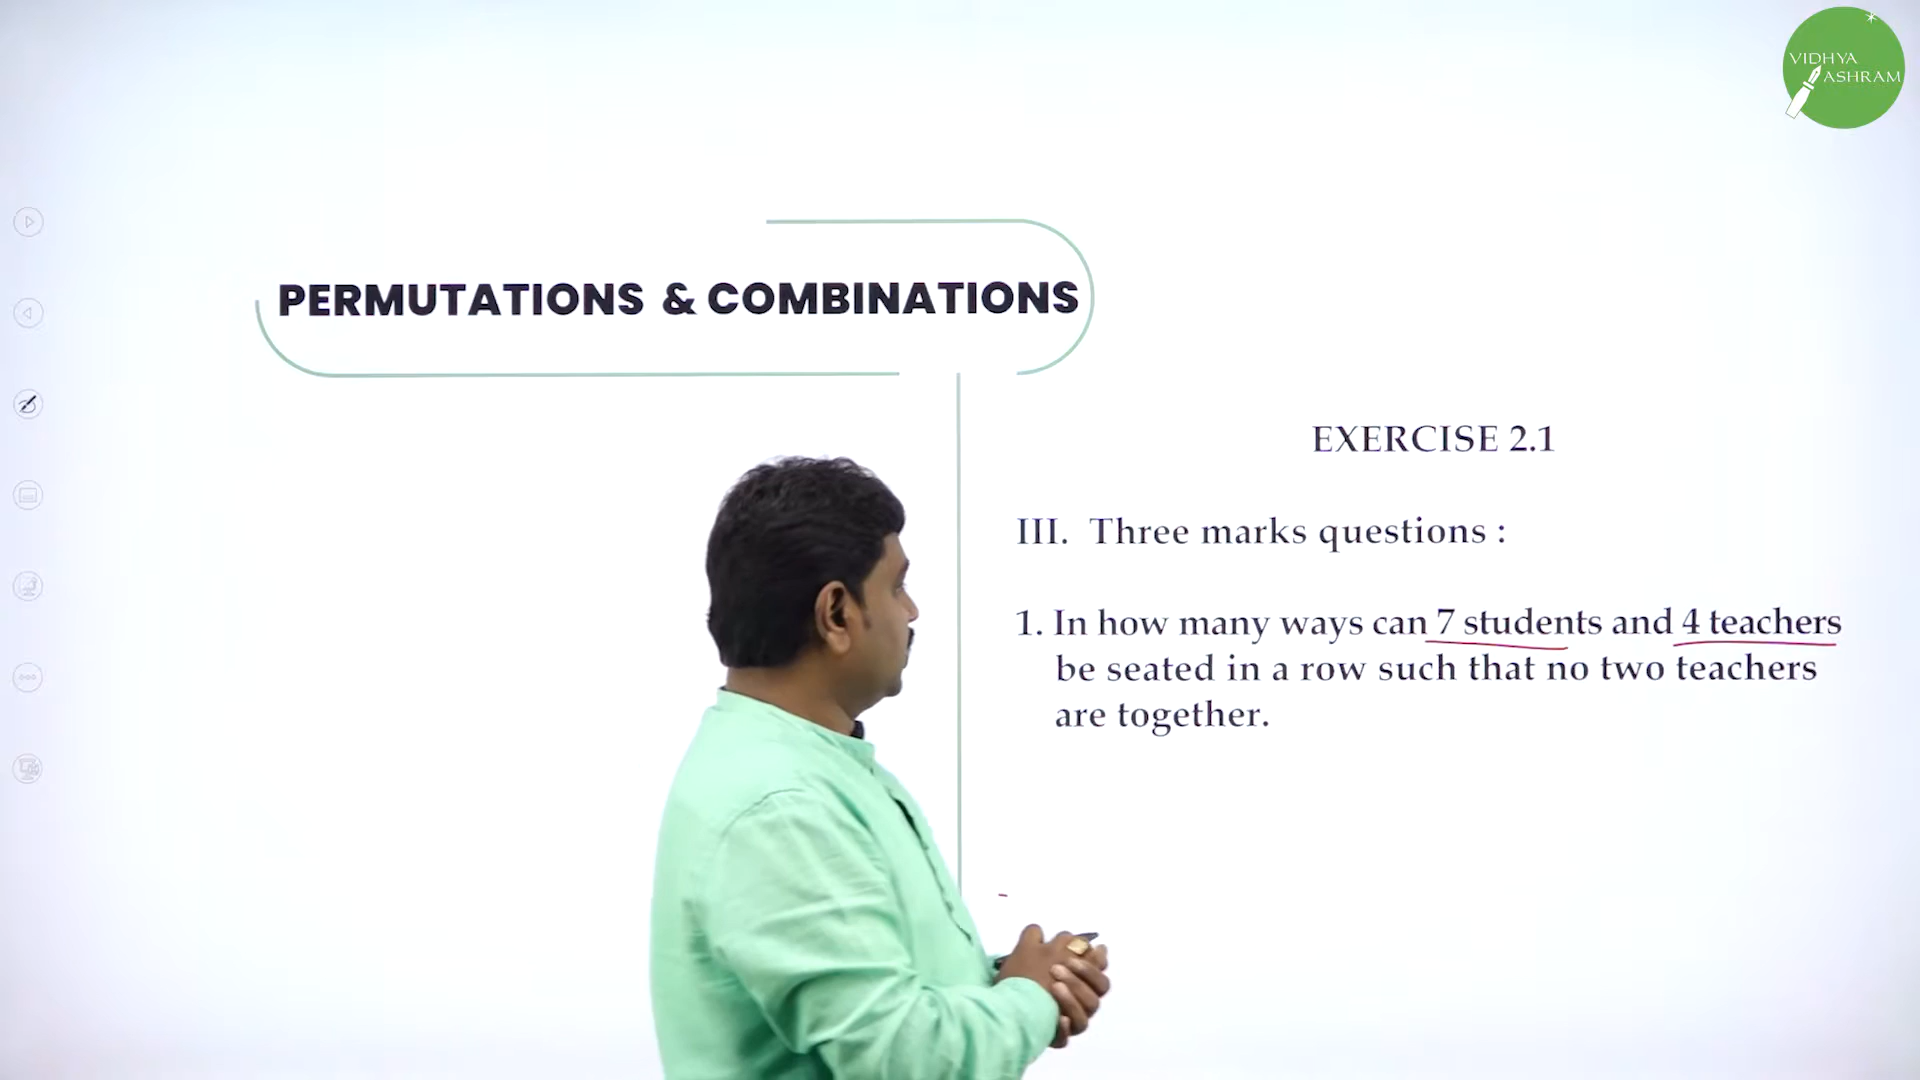 VIDHYA
ASHRAM
PERMUTATIONS & COMBINATIONS
EXERCISE 2.1
III. Three marks questions :
1. In how many ways can 7 students and 4 teachers
be seated in a row such that no two teachers
are together.